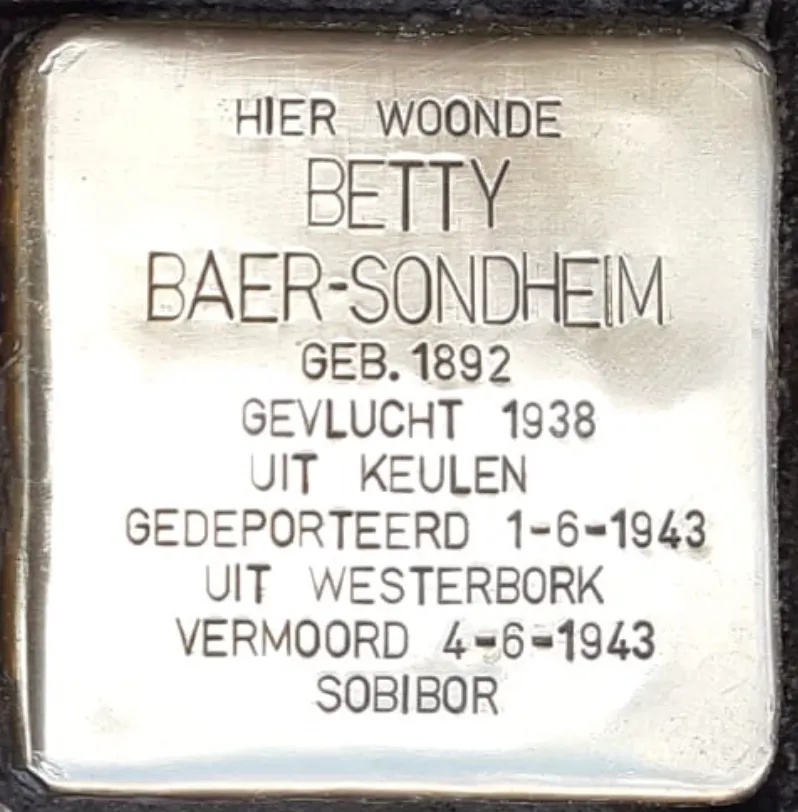 HIER WOONDE
BETTY
BAER-SONDHEIM
GEB. 1892
GEVLUCHT 1938
UIT KEULEN
GEDEPORTEERD 1-6-1943
UIT WESTERBORK
VERMOORD 4-6-1943
SOBIBOR